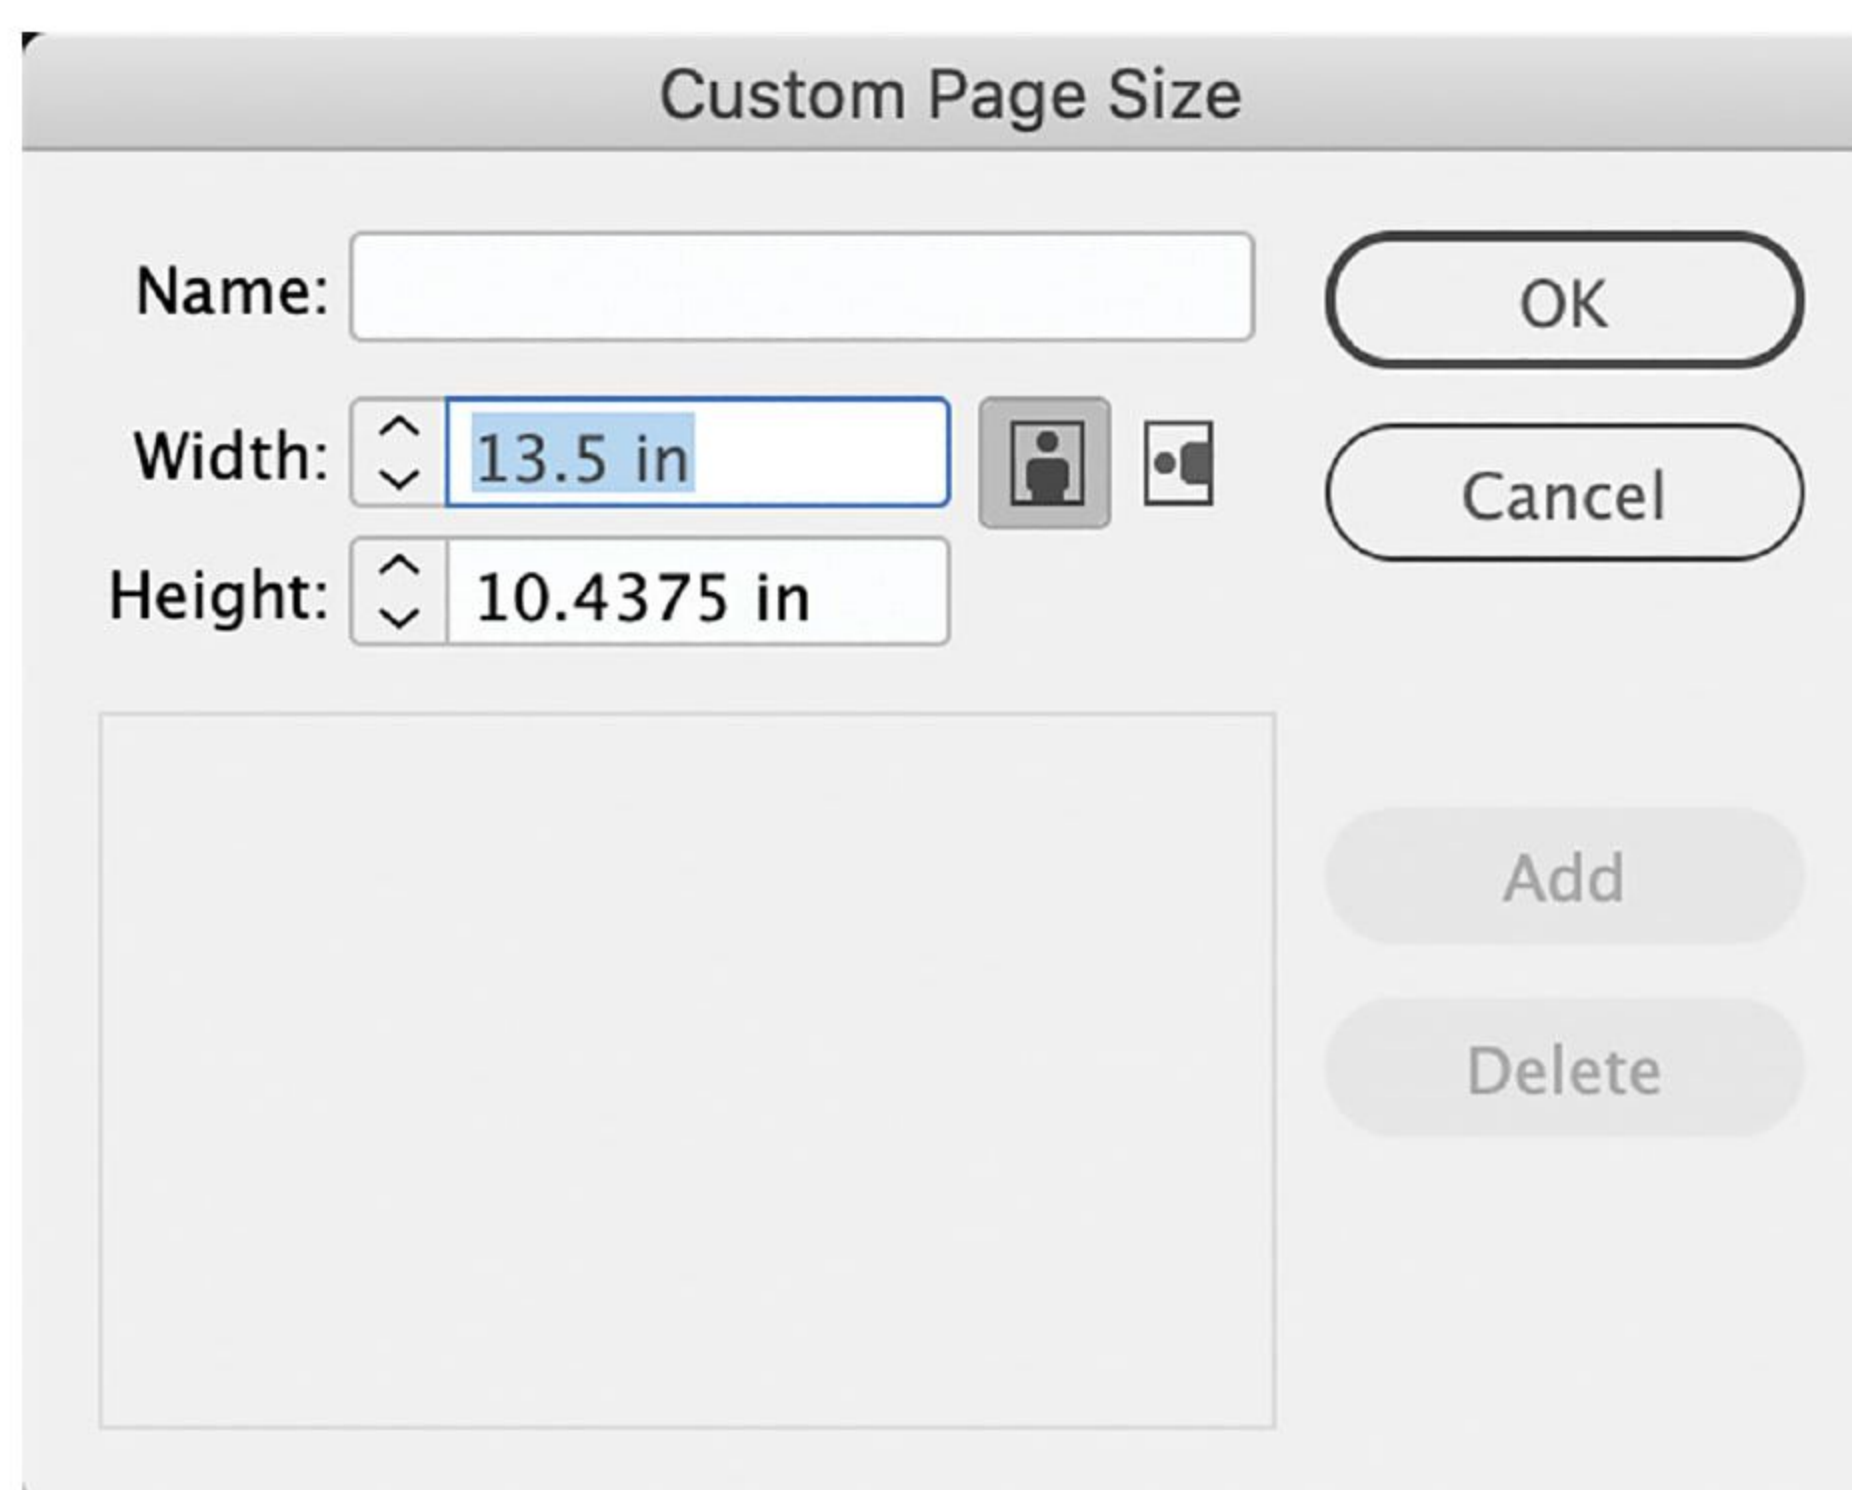 Custom Page Size
Name:
OK
Width: 13.5 in
Cancel
Height: 10.4375 in
Add
Delete